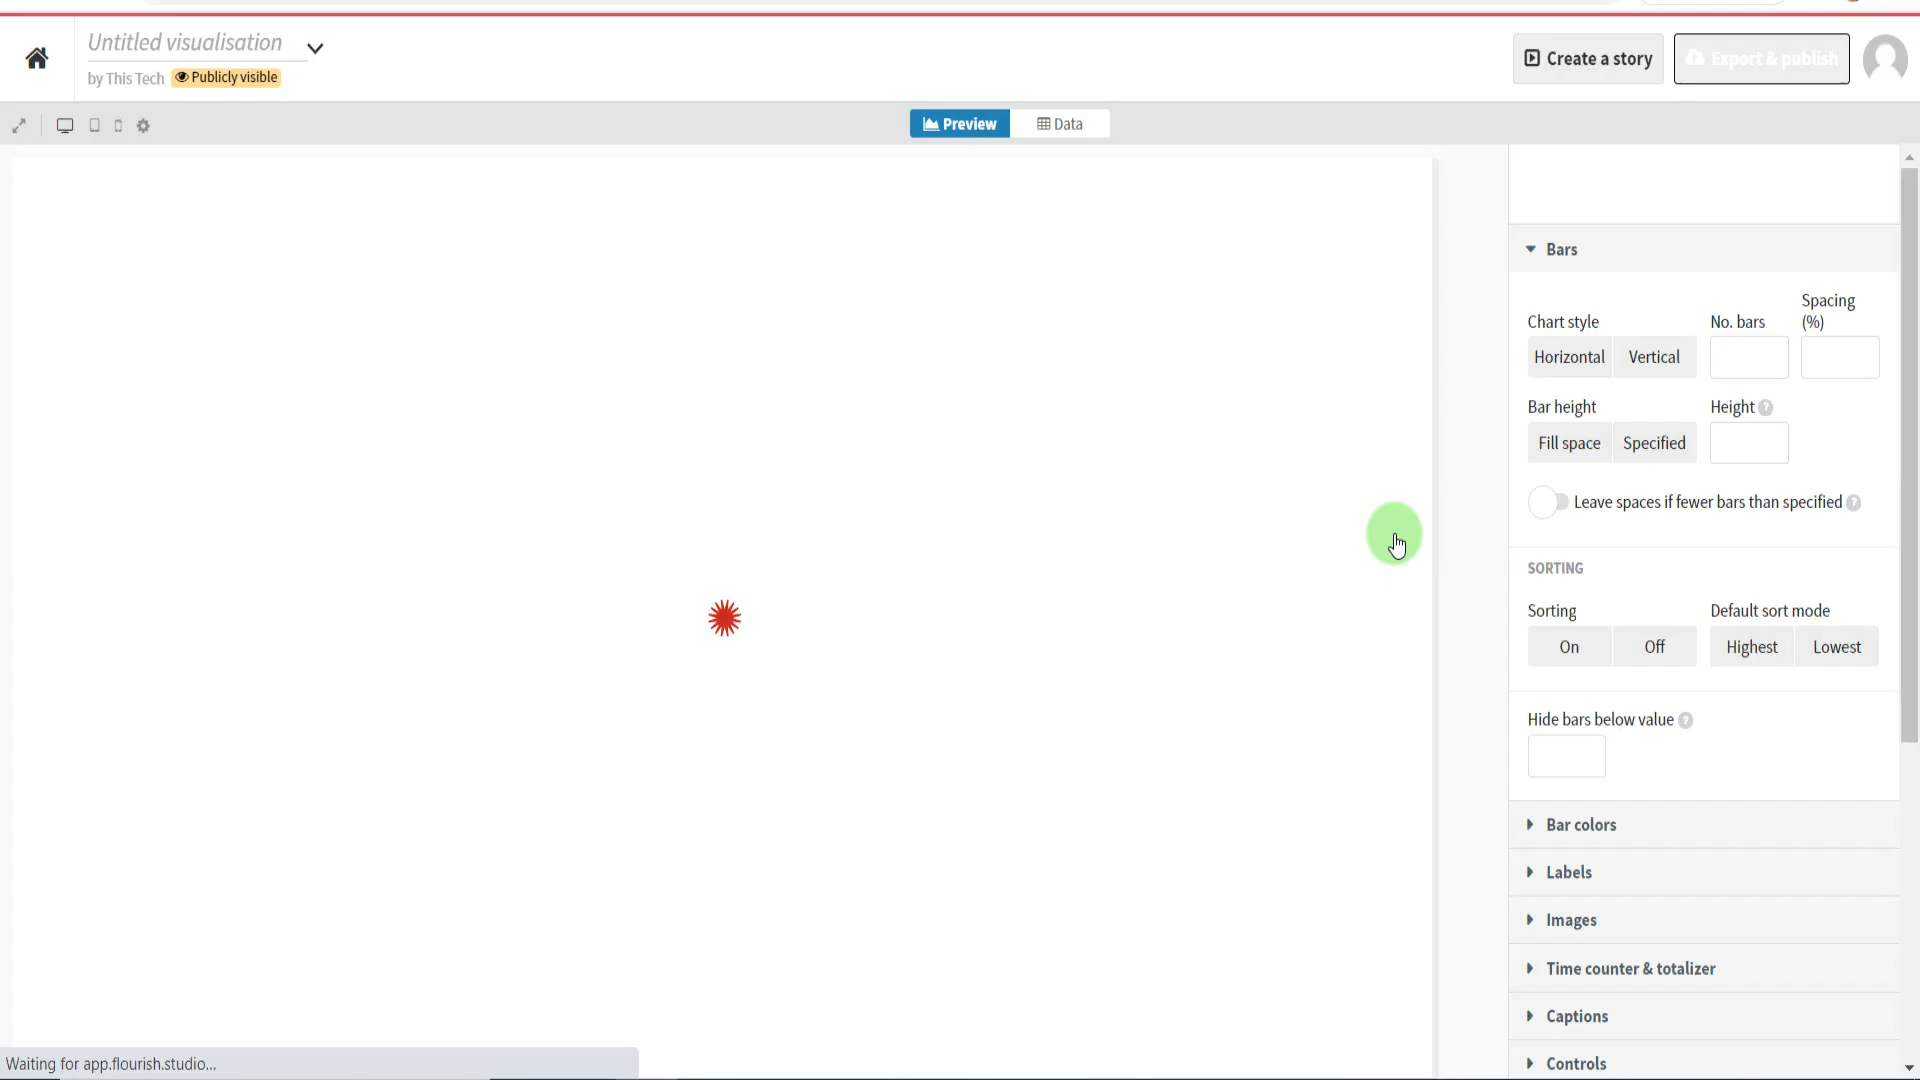 Untitled visualisation
by This Tech Publicly visible
Create a story
Export & publish
Preview
Data
Bars
Chart style
No. bars
Spacing
(%)
Horizontal Vertical
Bar height
Height ?
Fill space Specified
Leave spaces if fewer bars than specified ?
SORTING
Sorting
Default sort mode
On Off
Highest Lowest
Hide bars below value ?
Bar colors
Labels
Images
Time counter & totalizer
Captions
Controls
Waiting for app.flourish.studio...